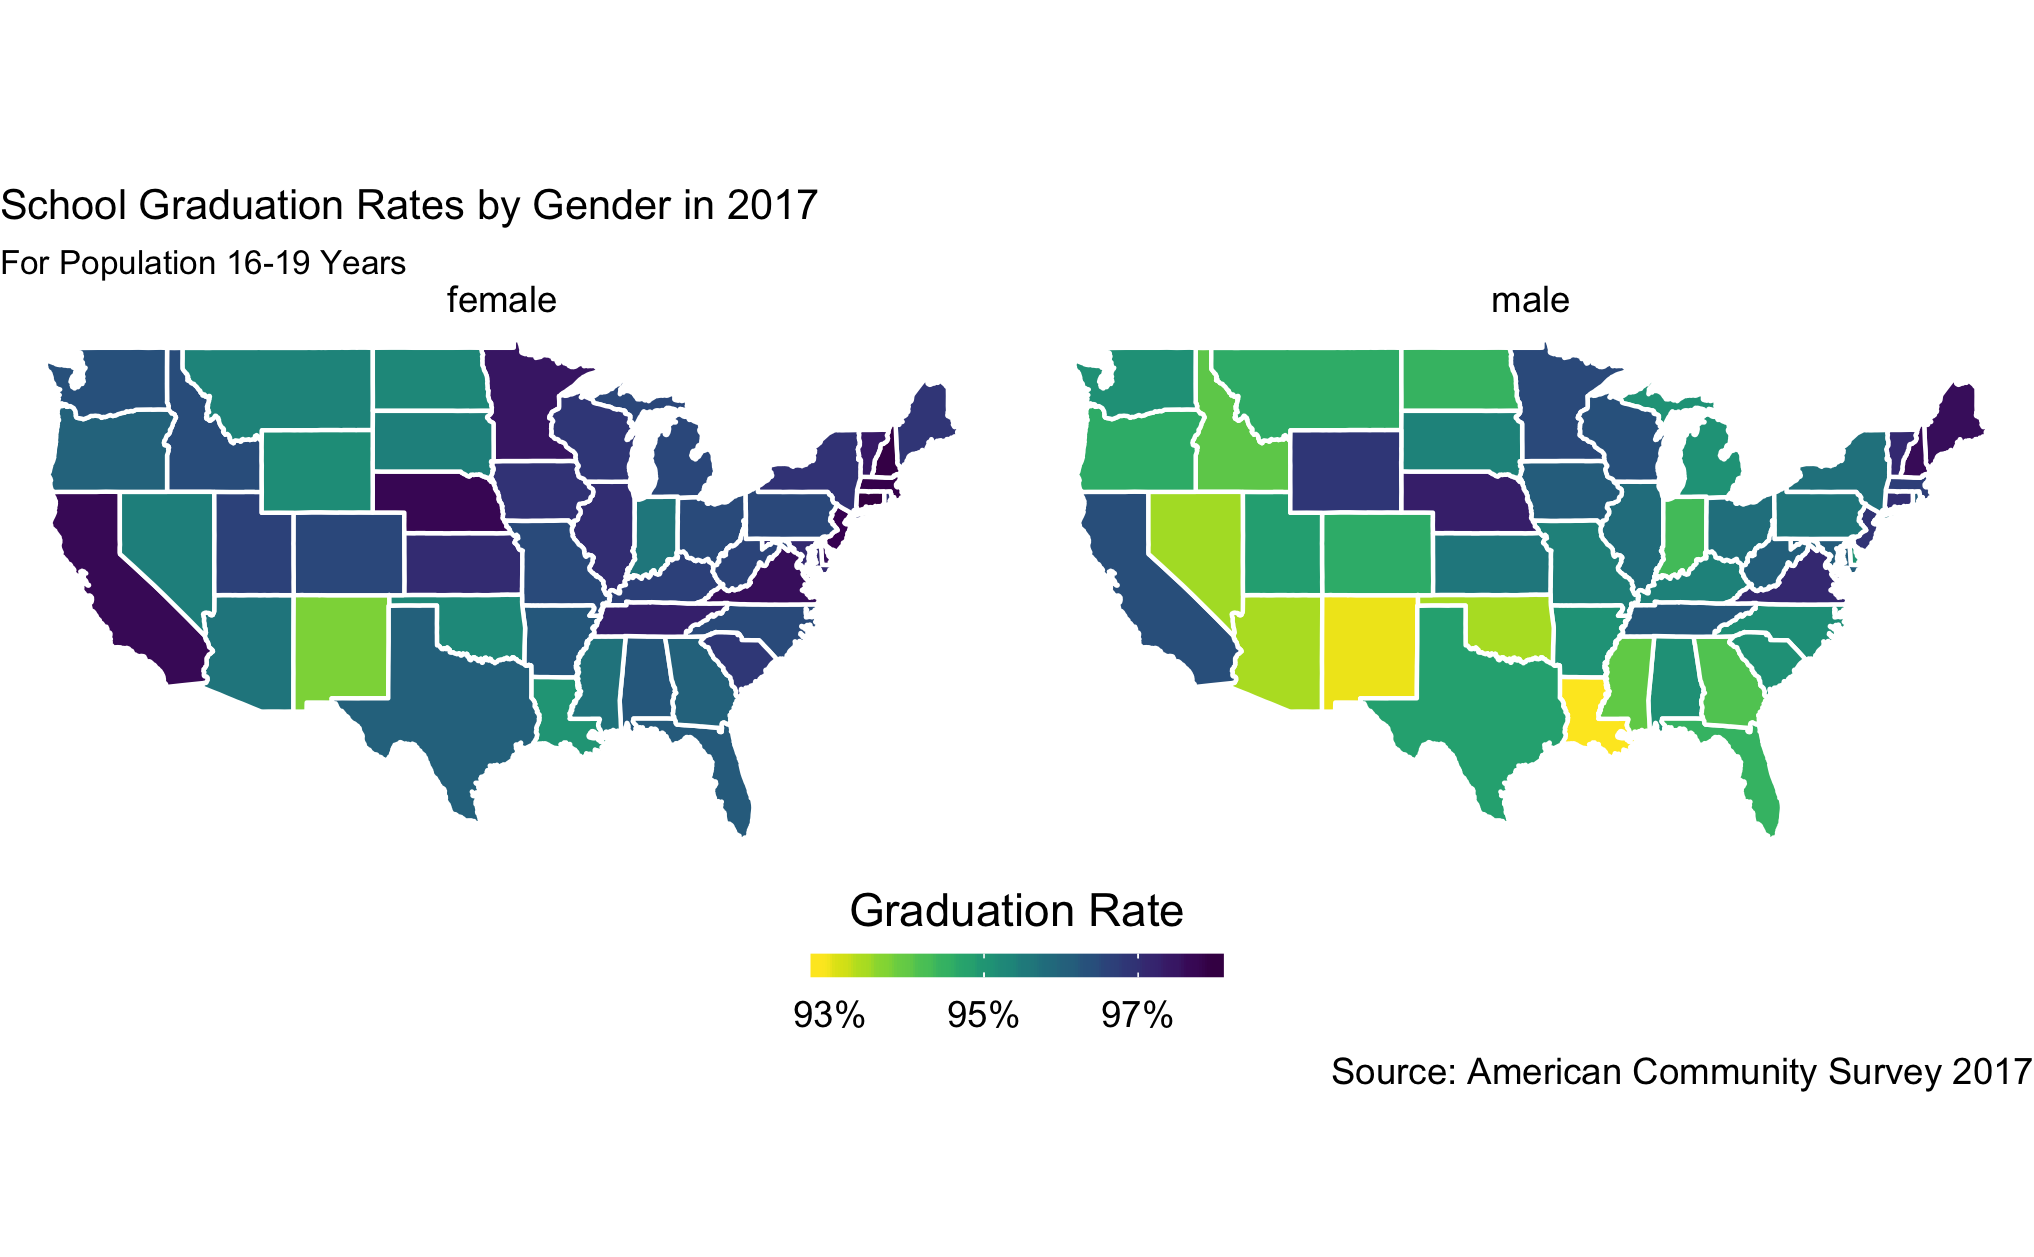 School Graduation Rates by Gender in 2017
For Population 16-19 Years
female
male
Graduation Rate
93% 95% 97%
Source: American Community Survey 2017